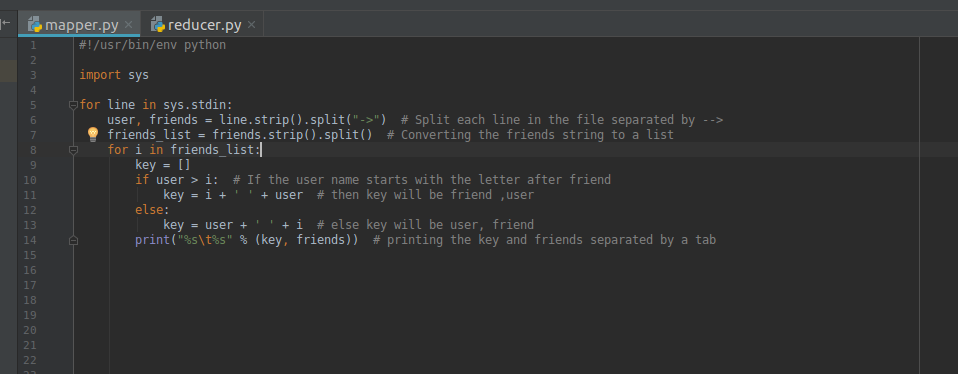 mapper.py × reducer.py ×
1 #!/usr/bin/env python
2
3 import sys
4
5 for line in sys.stdin:
6     user, friends = line.strip().split("->")  # Split each line in the file separated by -->
7     friends_list = friends.strip().split()  # Converting the friends string to a list
8     for i in friends_list:
9         key = []
10         if user > i:  # If the user name starts with the letter after friend
11             key = i + ' ' + user  # then key will be friend ,user
12         else:
13             key = user + ' ' + i  # else key will be user, friend
14         print("%s\t%s" % (key, friends))  # printing the key and friends separated by a tab
15
16
17
18
19
20
21
22